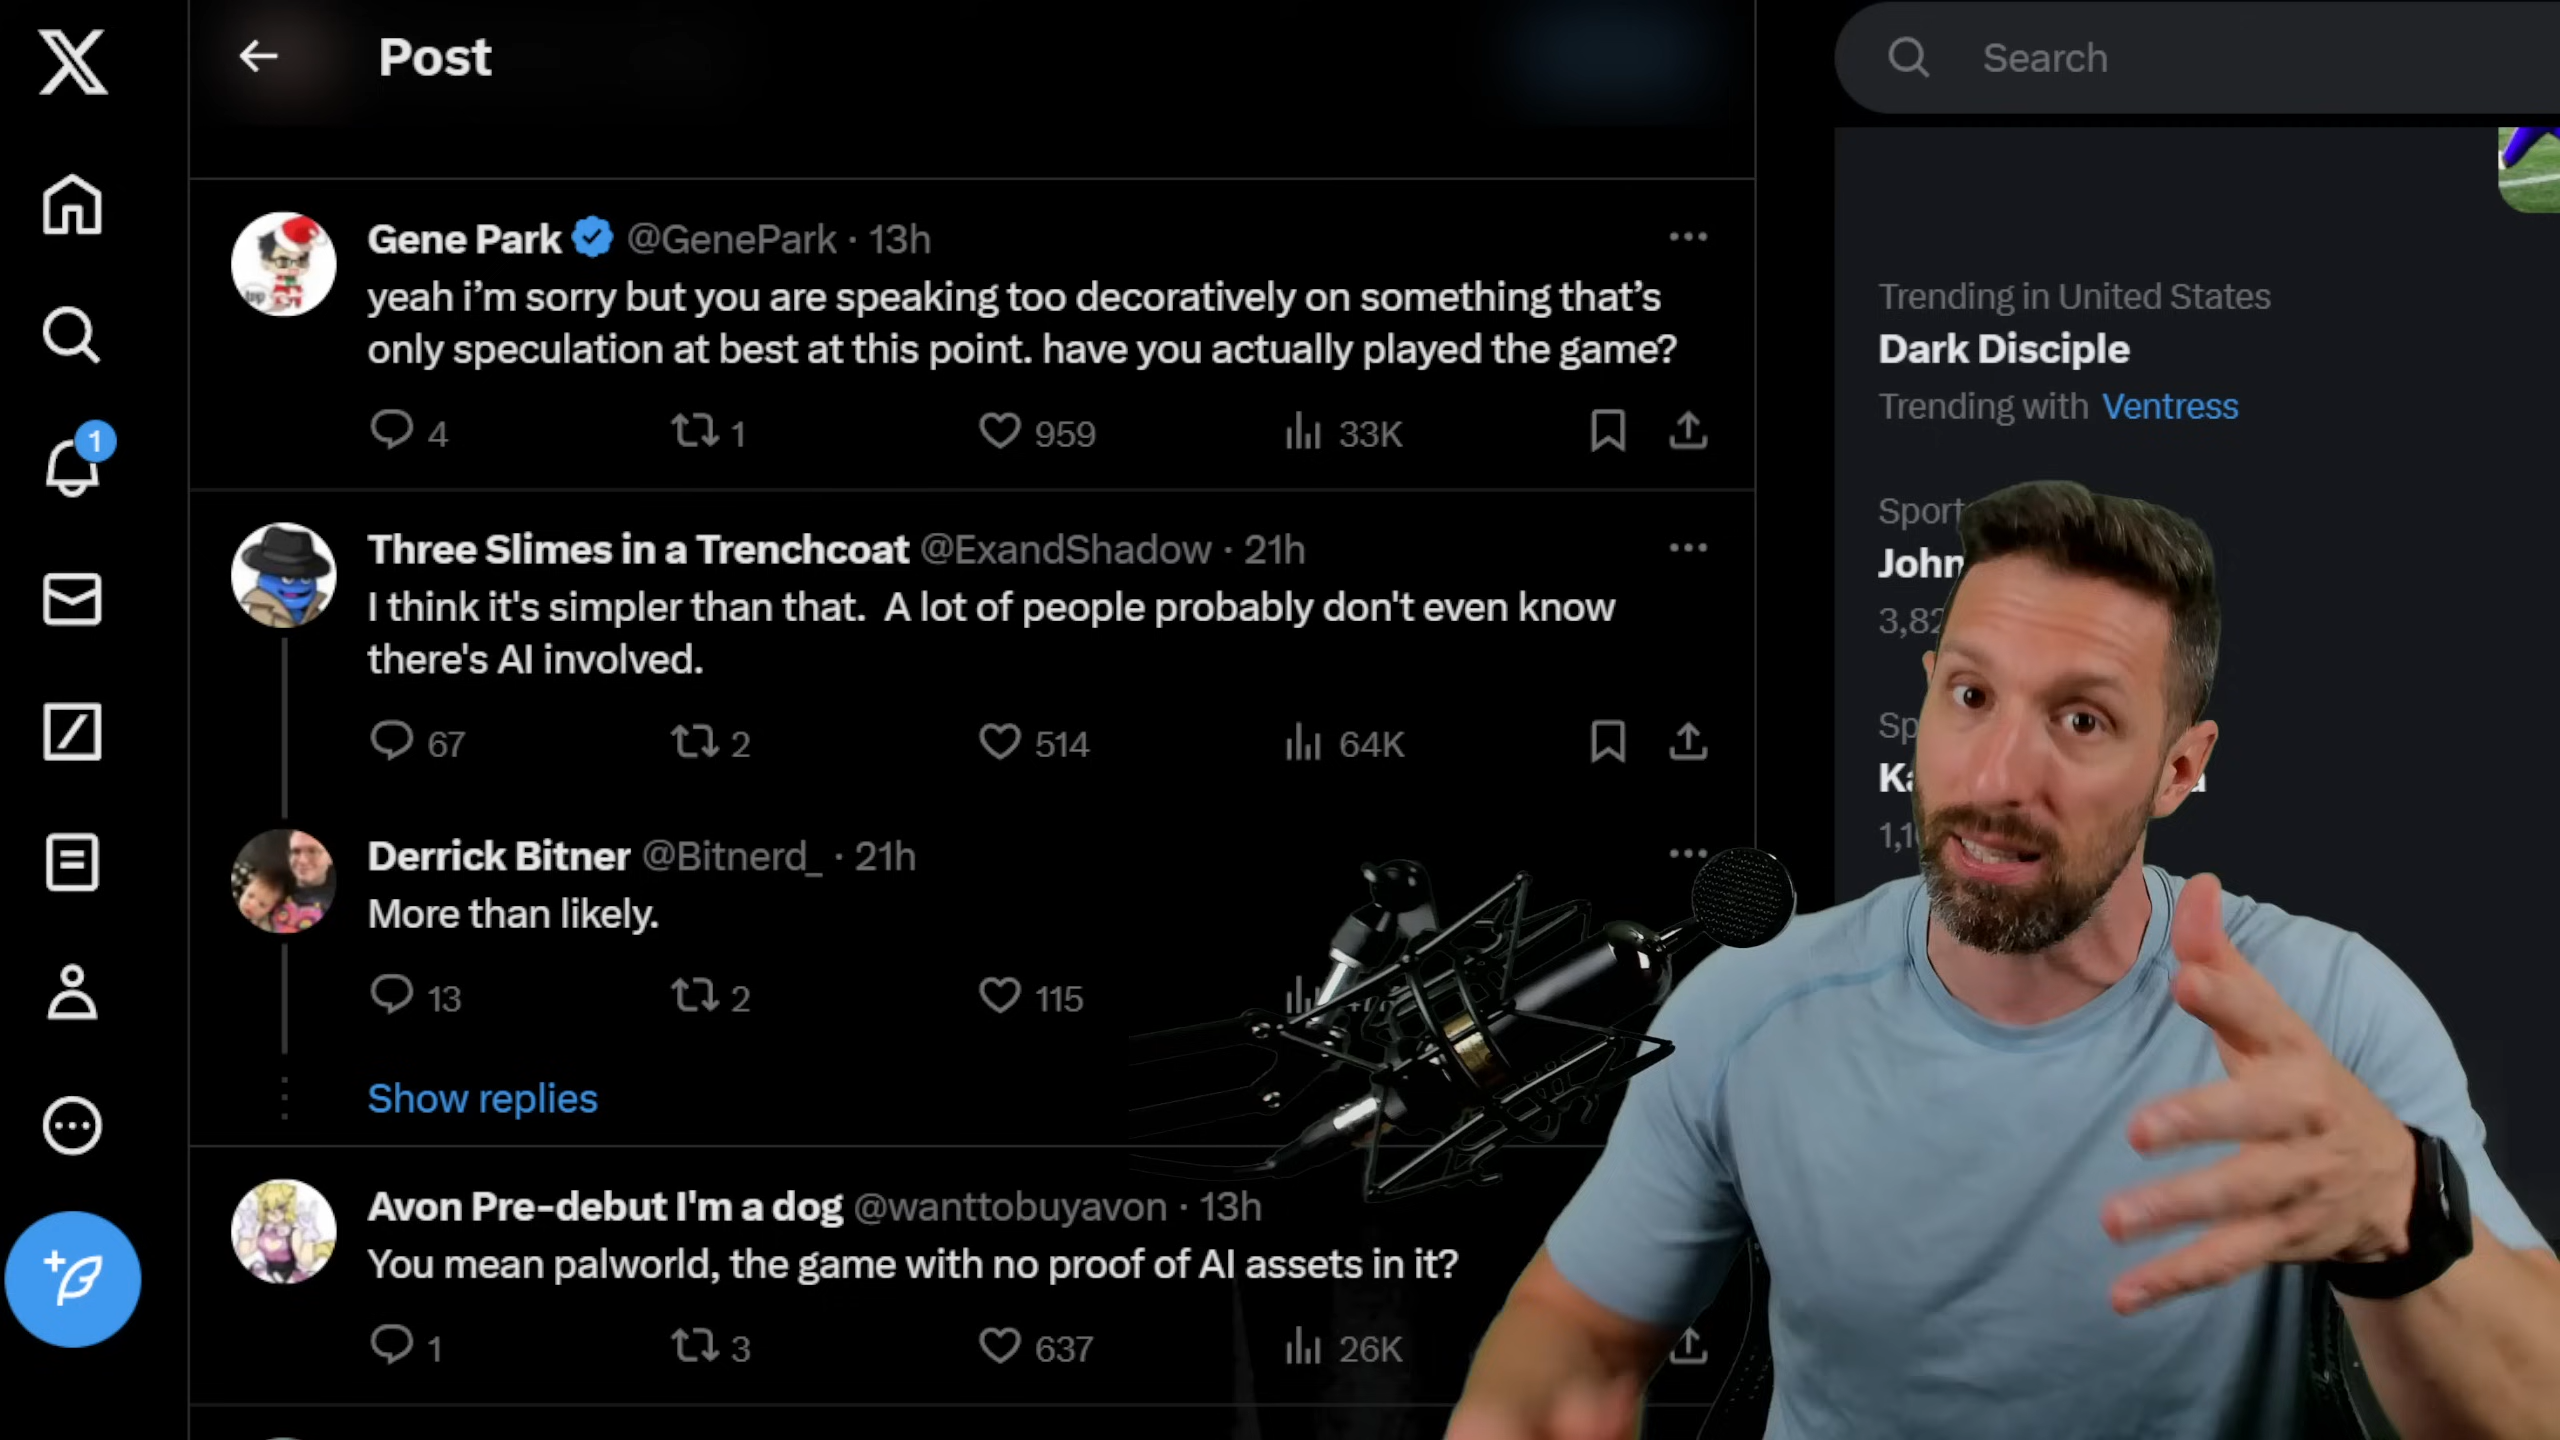 Post
Search
Gene Park @GenePark · 13h
yeah i’m sorry but you are speaking too decoratively on something that’s
only speculation at best at this point. have you actually played the game?
4 1 959 33K
Three Slimes in a Trenchcoat @ExandShadow · 21h
I think it's simpler than that. A lot of people probably don't even know
there's AI involved.
67 2 514 64K
Derrick Bitner @Bitnerd_ · 21h
More than likely.
13 2 115
Show replies
Avon Pre-debut I'm a dog @wanttobuyavon · 13h
You mean palworld, the game with no proof of AI assets in it?
1 3 637 26K
1
Trending in United States
Dark Disciple
Trending with Ventress